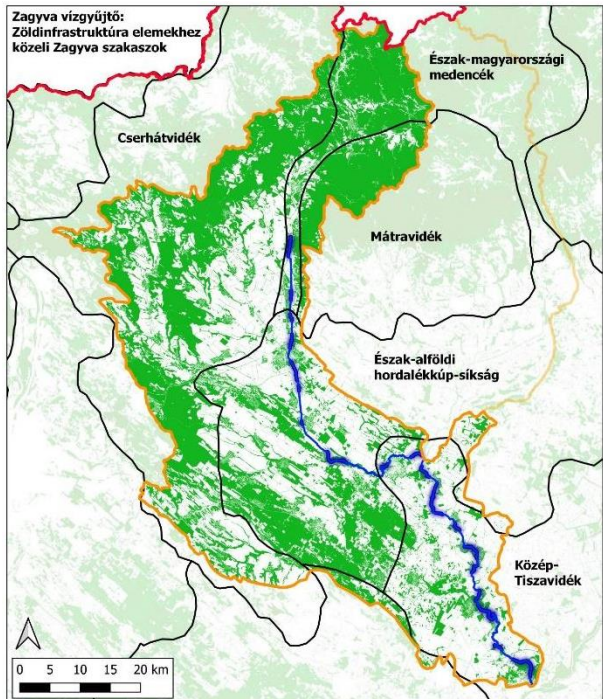 Zagyva vízgyűjtő:
Zöldinfrastruktúra elemekhez
közeli Zagyva szakaszok
Észak-magyarországi
medencék
Cserhátvidék
Mátravidék
Észak-alföldi
hordalékkúp-síkság
Közép-
Tiszavidék
0 5 10 15 20 km